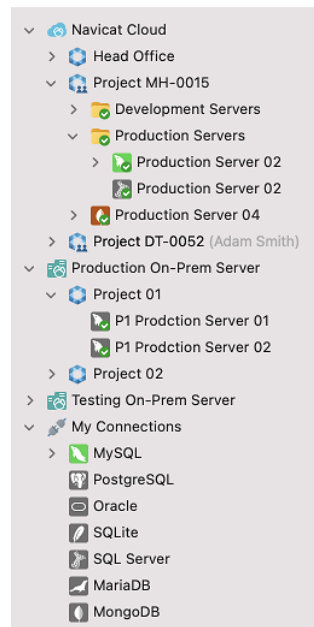 Navicat Cloud
Head Office
Project MH-0015
Development Servers
Production Servers
Production Server 02
Production Server 02
Production Server 04
Project DT-0052 (Adam Smith)
Production On-Prem Server
Project 01
P1 Prodction Server 01
P1 Prodction Server 02
Project 02
Testing On-Prem Server
My Connections
MySQL
PostgreSQL
Oracle
SQLite
SQL Server
MariaDB
MongoDB